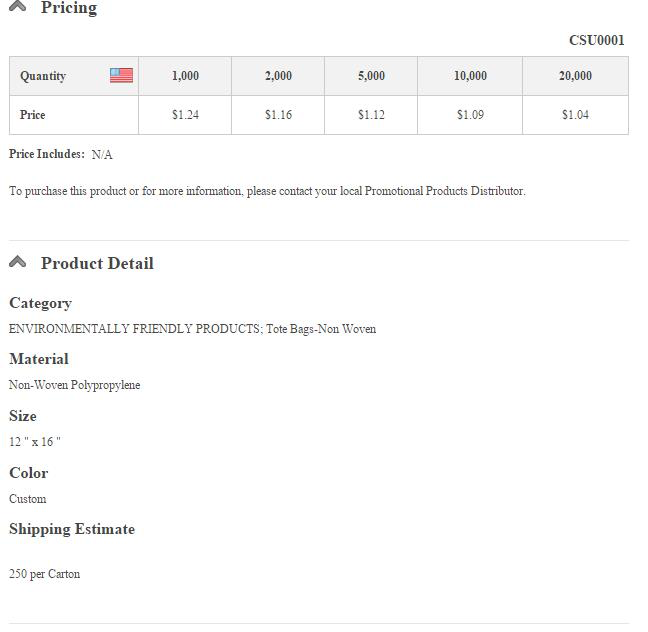 Pricing
CSU0001
Quantity 1,000 2,000 5,000 10,000 20,000
Price $1.24 $1.16 $1.12 $1.09 $1.04
Price Includes: N/A
To purchase this product or for more information, please contact your local Promotional Products Distributor.
Product Detail
Category
ENVIRONMENTALLY FRIENDLY PRODUCTS; Tote Bags-Non Woven
Material
Non-Woven Polypropylene
Size
12 " x 16 "
Color
Custom
Shipping Estimate
250 per Carton